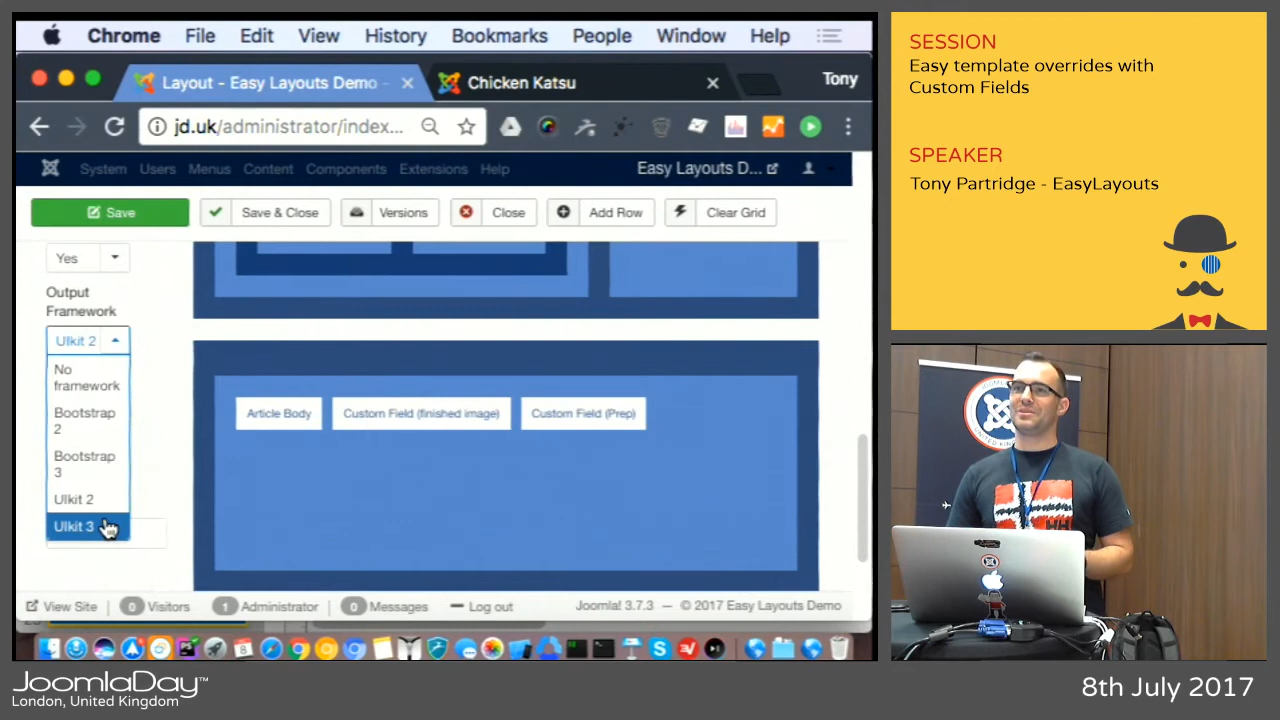 Chrome File Edit View History Bookmarks People Window Help
Layout - Easy Layouts Demo -
Chicken Katsu
Tony
jd.uk/administrator/index...
System Users Menus Content Components Extensions Help
Easy Layouts D...
Save
Save & Close
Versions
Close
Add Row
Clear Grid
Yes
Output
Framework
UIkit 2
No
framework
Bootstrap
2
Bootstrap
3
UIkit 2
UIkit 3
Article Body
Custom Field (finished image)
Custom Field (Prep)
View Site
0 Visitors
1 Administrator
0 Messages
Log out
Joomla! 3.7.3 — © 2017 Easy Layouts Demo
SESSION
Easy template overrides with
Custom Fields
SPEAKER
Tony Partridge - EasyLayouts
JoomlaDay™
London, United Kingdom
8th July 2017